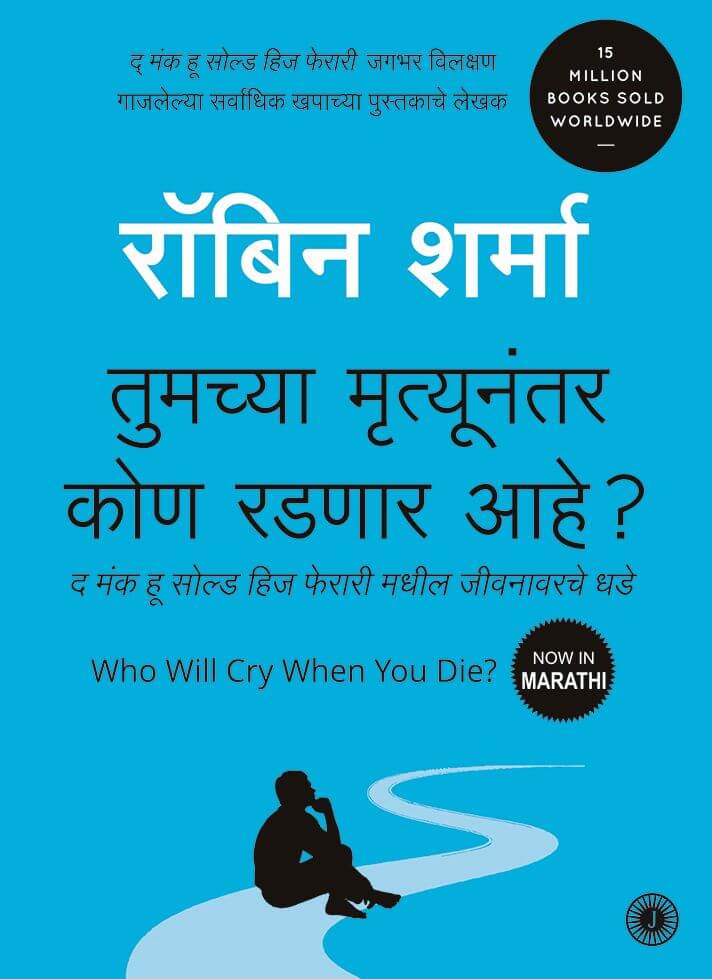 द् मंक हू सोल्ड हिज फेरारी जगभर विलक्षण
गाजलेल्या सर्वाधिक खपाच्या पुस्तकाचे लेखक
15
MILLION
BOOKS SOLD
WORLDWIDE
रॉबिन शर्मा
तुमच्या मृत्यूनंतर
कोण रडणार आहे?
द मंक हू सोल्ड हिज फेरारी मधील जीवनावरचे धडे
Who Will Cry When You Die?
NOW IN
MARATHI
J